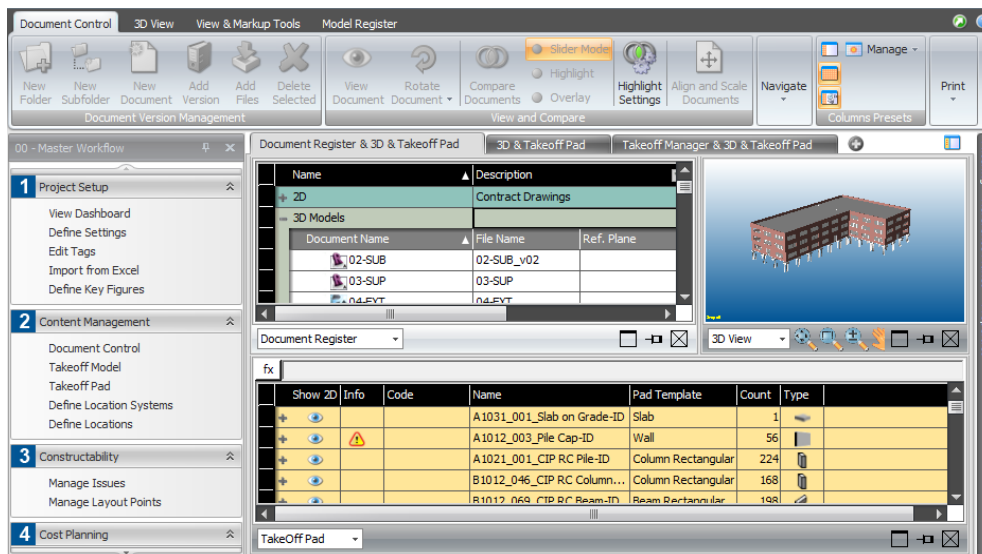 Document Control 3D View View & Markup Tools Model Register
New Folder New Subfolder New Document Add Version Add Files Delete Selected
Document Version Management
View Document Rotate Document Compare Documents Slider Mode Highlight Overlay Highlight Settings Align and Scale Documents
View and Compare
Navigate
Manage
Columns Presets
Print
00 - Master Workflow
1 Project Setup
View Dashboard
Define Settings
Edit Tags
Import from Excel
Define Key Figures
2 Content Management
Document Control
Takeoff Model
Takeoff Pad
Define Location Systems
Define Locations
3 Constructability
Manage Issues
Manage Layout Points
4 Cost Planning
Document Register & 3D & Takeoff Pad 3D & Takeoff Pad Takeoff Manager & 3D & Takeoff Pad
Name Description
2D Contract Drawings
3D Models
Document Name File Name Ref. Plane
02-SUB 02-SUB_v02
03-SUP 03-SUP
04-EXT 04-EXT
Document Register
3D View
fx
Show 2D Info Code Name Pad Template Count Type
A1031_001_Slab on Grade-ID Slab 1
A1012_003_Pile Cap-ID Wall 56
A1021_001_CIP RC Pile-ID Column Rectangular 224
B1012_046_CIP RC Column... Column Rectangular 168
B1012_069_CIP RC Beam-ID Beam Rectangular 198
TakeOff Pad